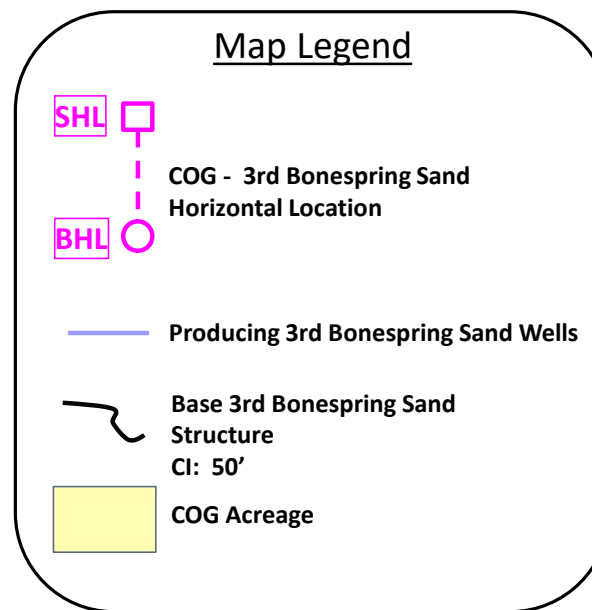 Map Legend
SHL
COG -  3rd Bonespring Sand
Horizontal Location
BHL
Producing 3rd Bonespring Sand Wells
Base 3rd Bonespring Sand
Structure
CI:  50’
COG Acreage